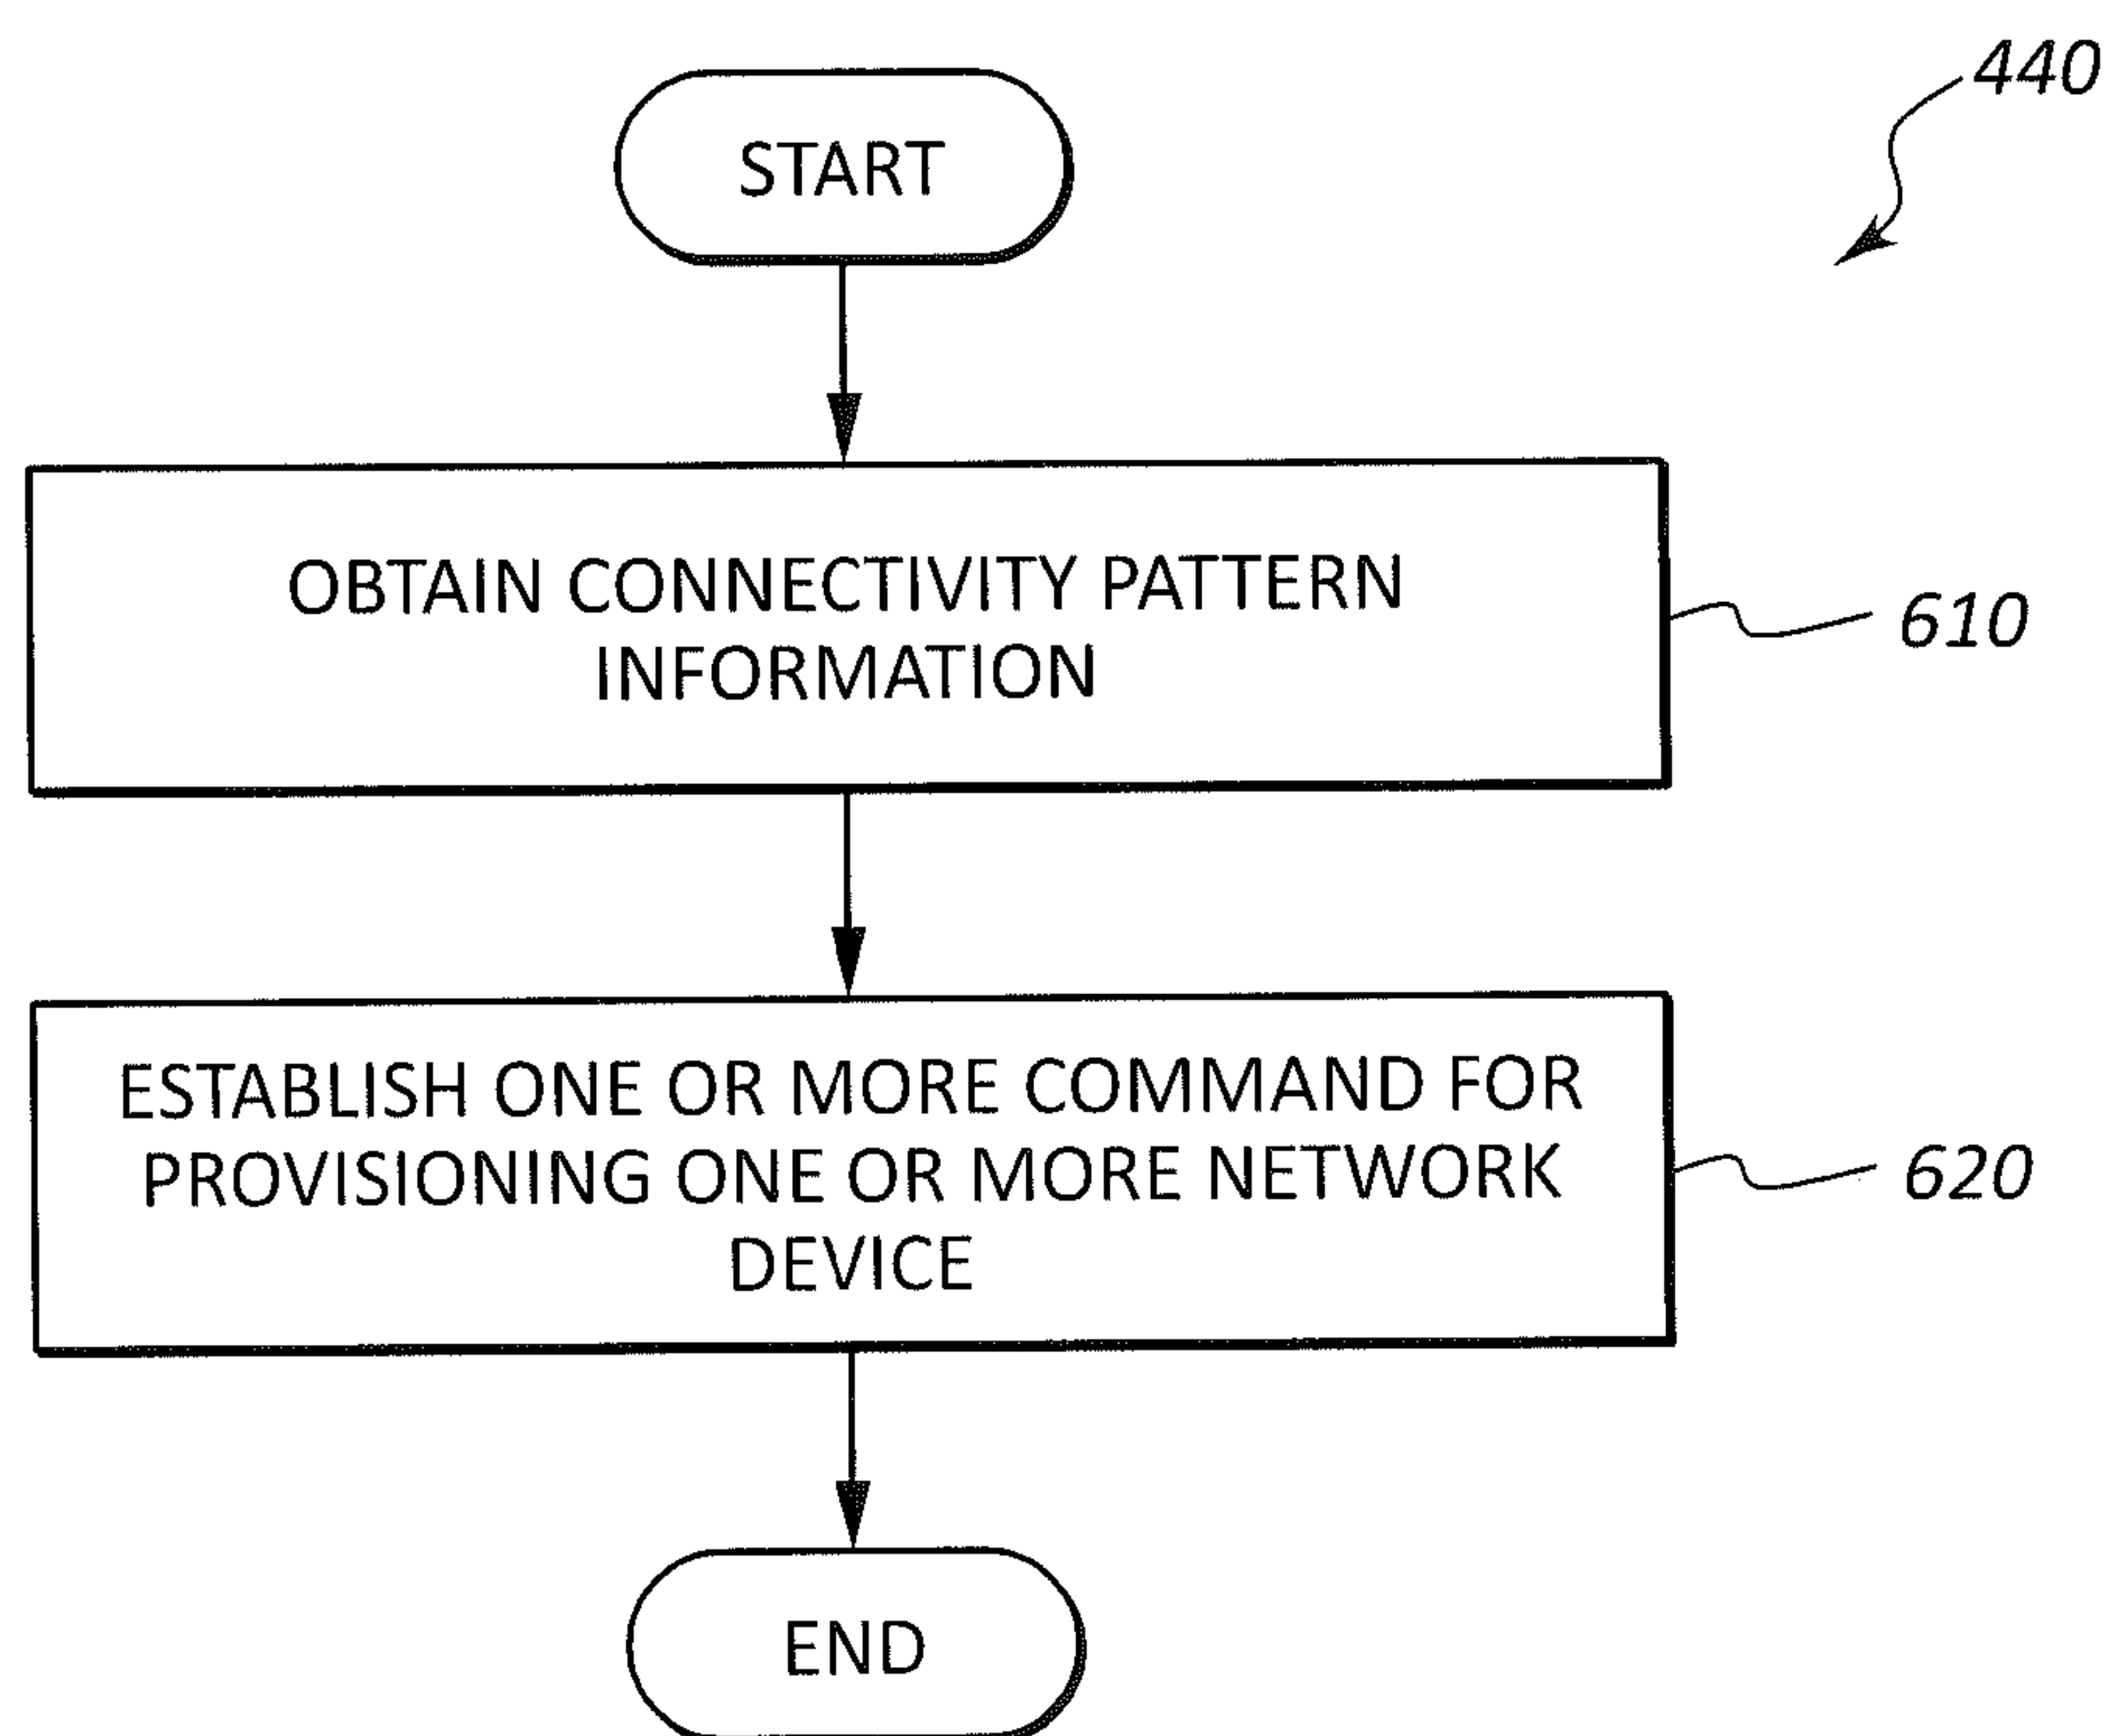 440
START
OBTAIN CONNECTIVITY PATTERN
INFORMATION
610
ESTABLISH ONE OR MORE COMMAND FOR
PROVISIONING ONE OR MORE NETWORK
DEVICE
620
END